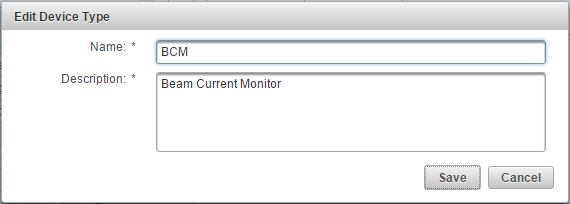 Edit Device Type
Name: * BCM
Description: * Beam Current Monitor
Save Cancel